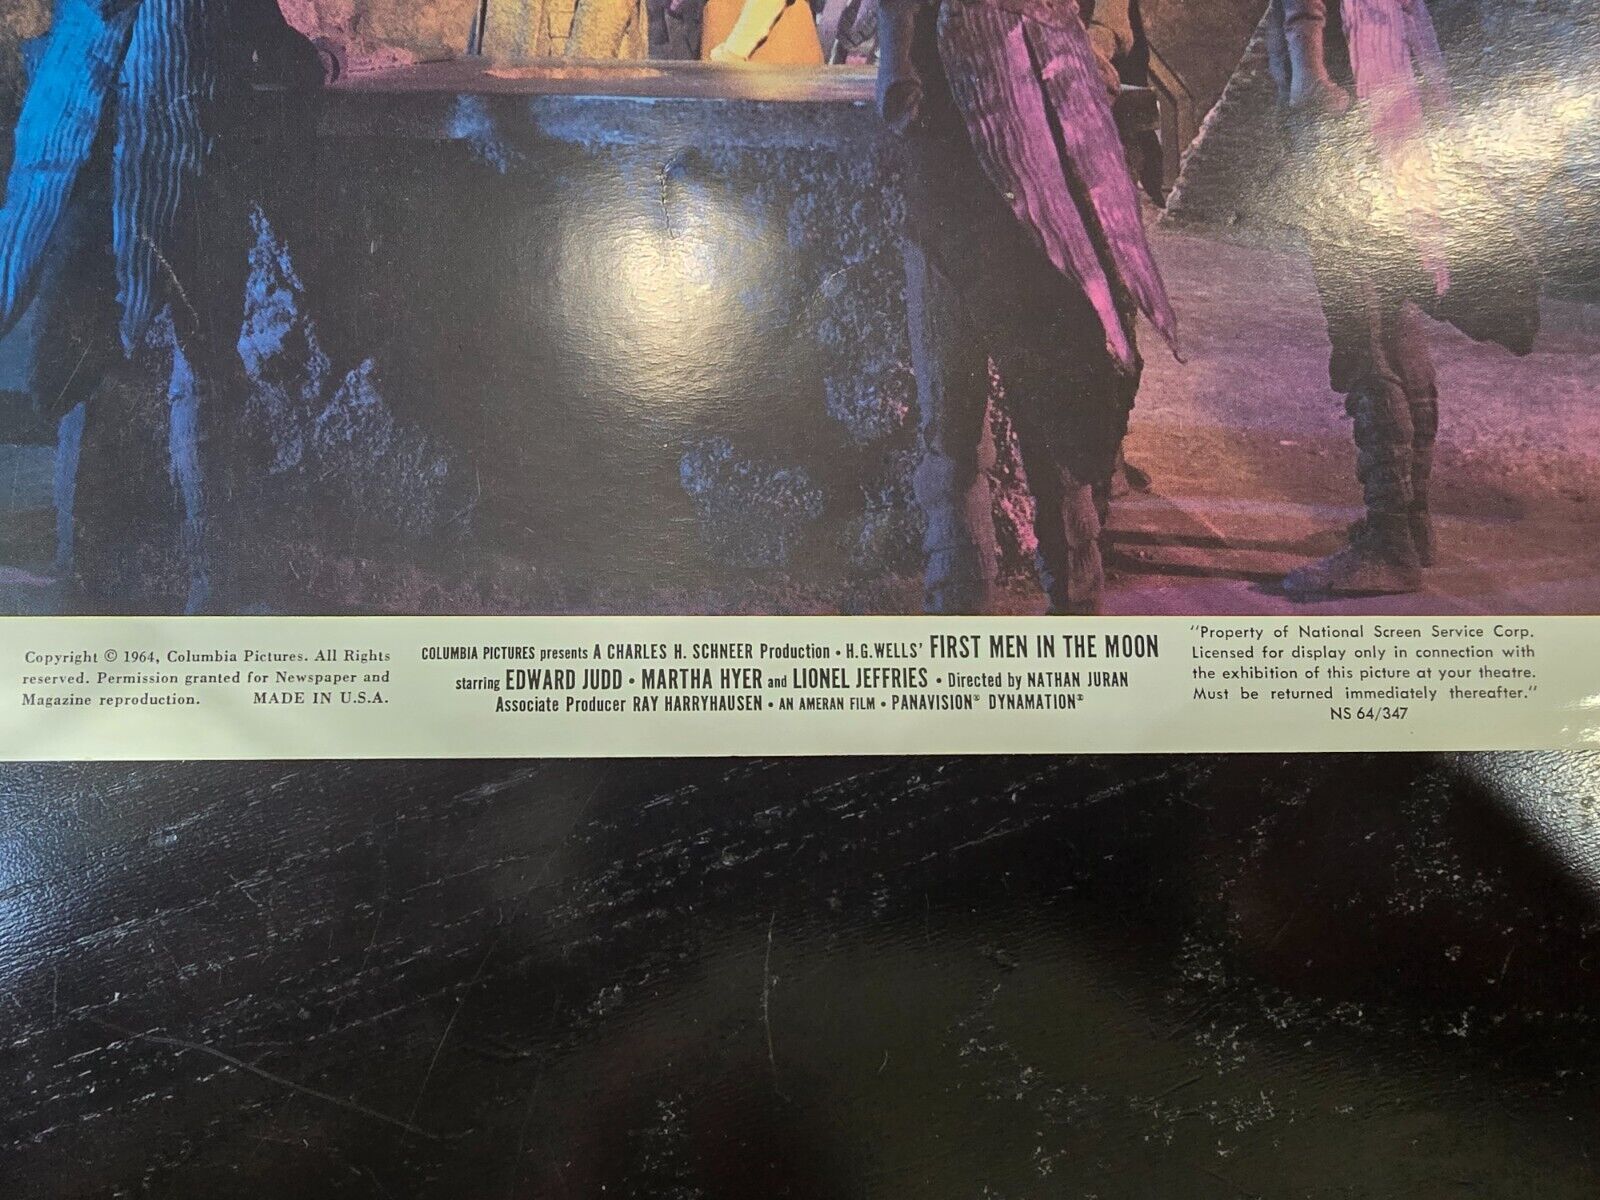 Copyright © 1964, Columbia Pictures. All Rights
reserved. Permission granted for Newspaper and
Magazine reproduction. MADE IN U.S.A.
COLUMBIA PICTURES presents A CHARLES H. SCHNEER Production • H.G.WELLS' FIRST MEN IN THE MOON
starring EDWARD JUDD • MARTHA HYER and LIONEL JEFFRIES • Directed by NATHAN JURAN
Associate Producer RAY HARRYHAUSEN • AN AMERAN FILM • PANAVISION® DYNAMATION®
"Property of National Screen Service Corp.
Licensed for display only in connection with
the exhibition of this picture at your theatre.
Must be returned immediately thereafter."
NS 64/347